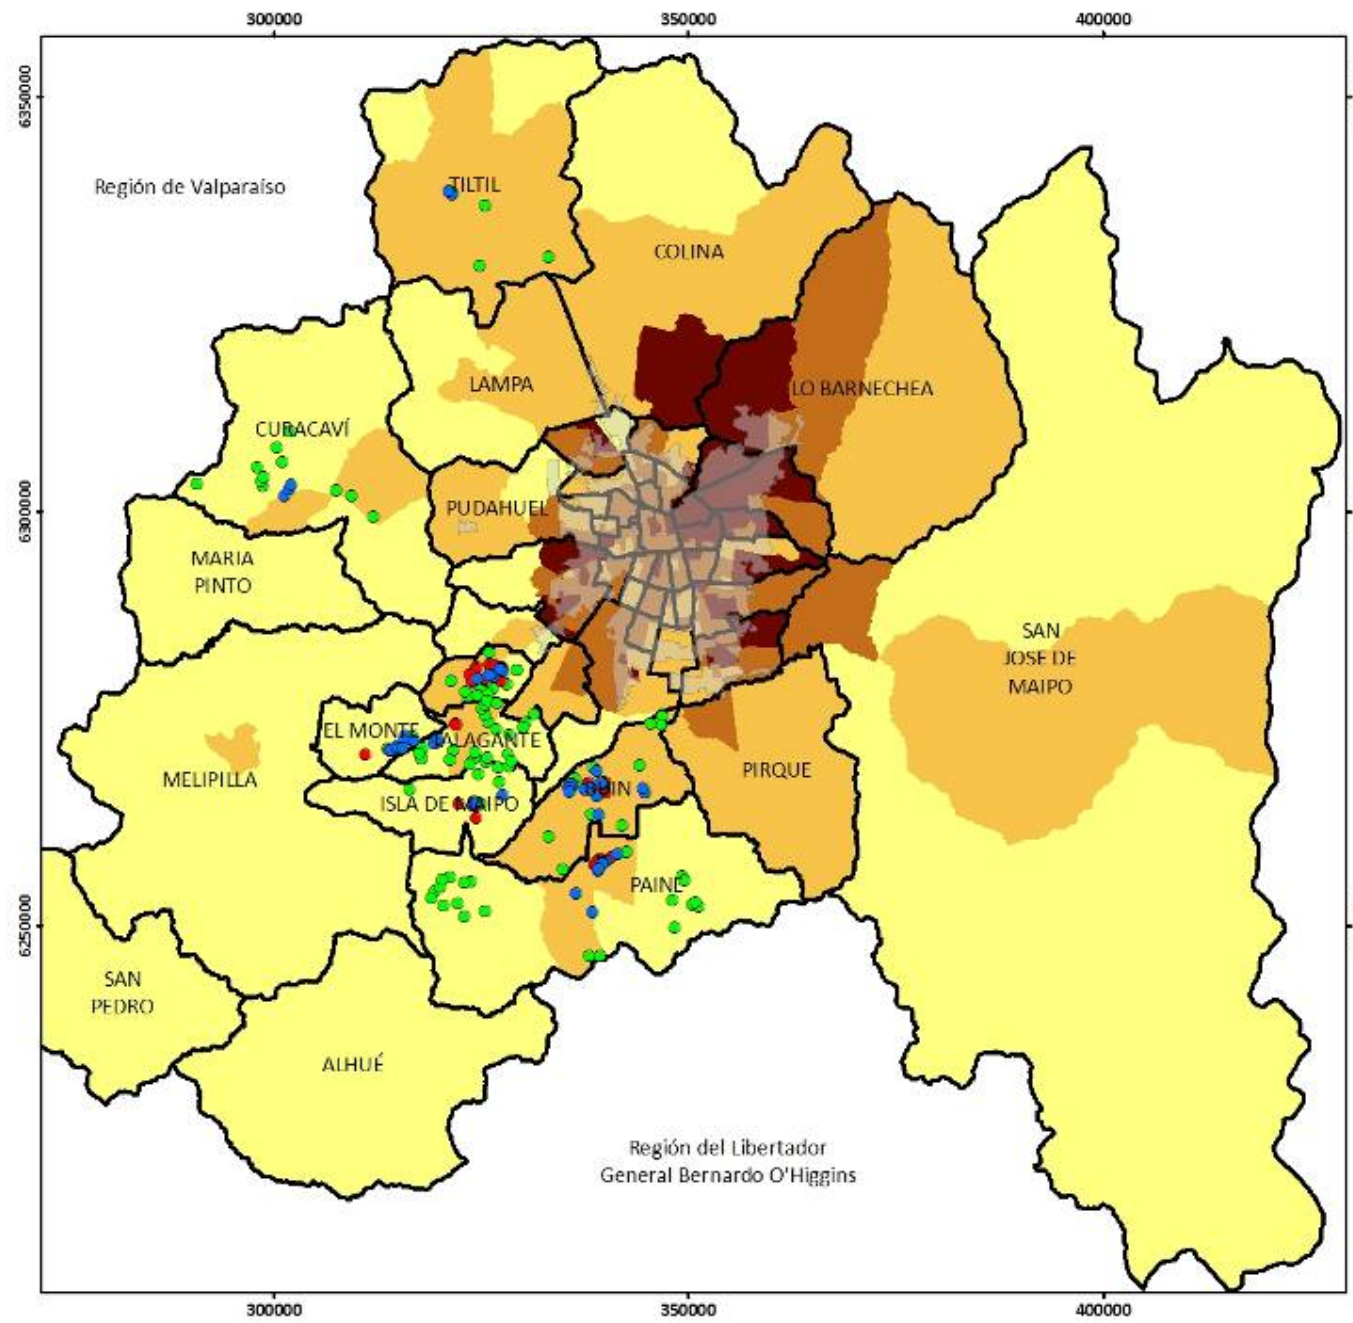 300000
350000
400000
6350000
TILTIL
Región de Valparaíso
COLINA
LAMPA
LO BARNECHEA
CURACAVÍ
6300000
PUDAHUEL
MARIA
PINTO
SAN
JOSE DE
MAIPO
EL MONTE
TALAGANTE
MELIPILLA
PIRQUE
BUIN
ISLA DE MAIPO
PAINE
6250000
SAN
PEDRO
ALHUÉ
Región del Libertador
General Bernardo O'Higgins
300000
350000
400000